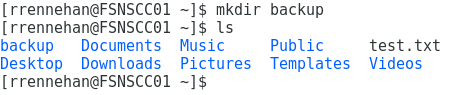 [rrennehan@FSNSCC01 ~]$ mkdir backup
[rrennehan@FSNSCC01 ~]$ ls
backup   Documents  Music     Public     test.txt
Desktop  Downloads  Pictures  Templates  Videos
[rrennehan@FSNSCC01 ~]$